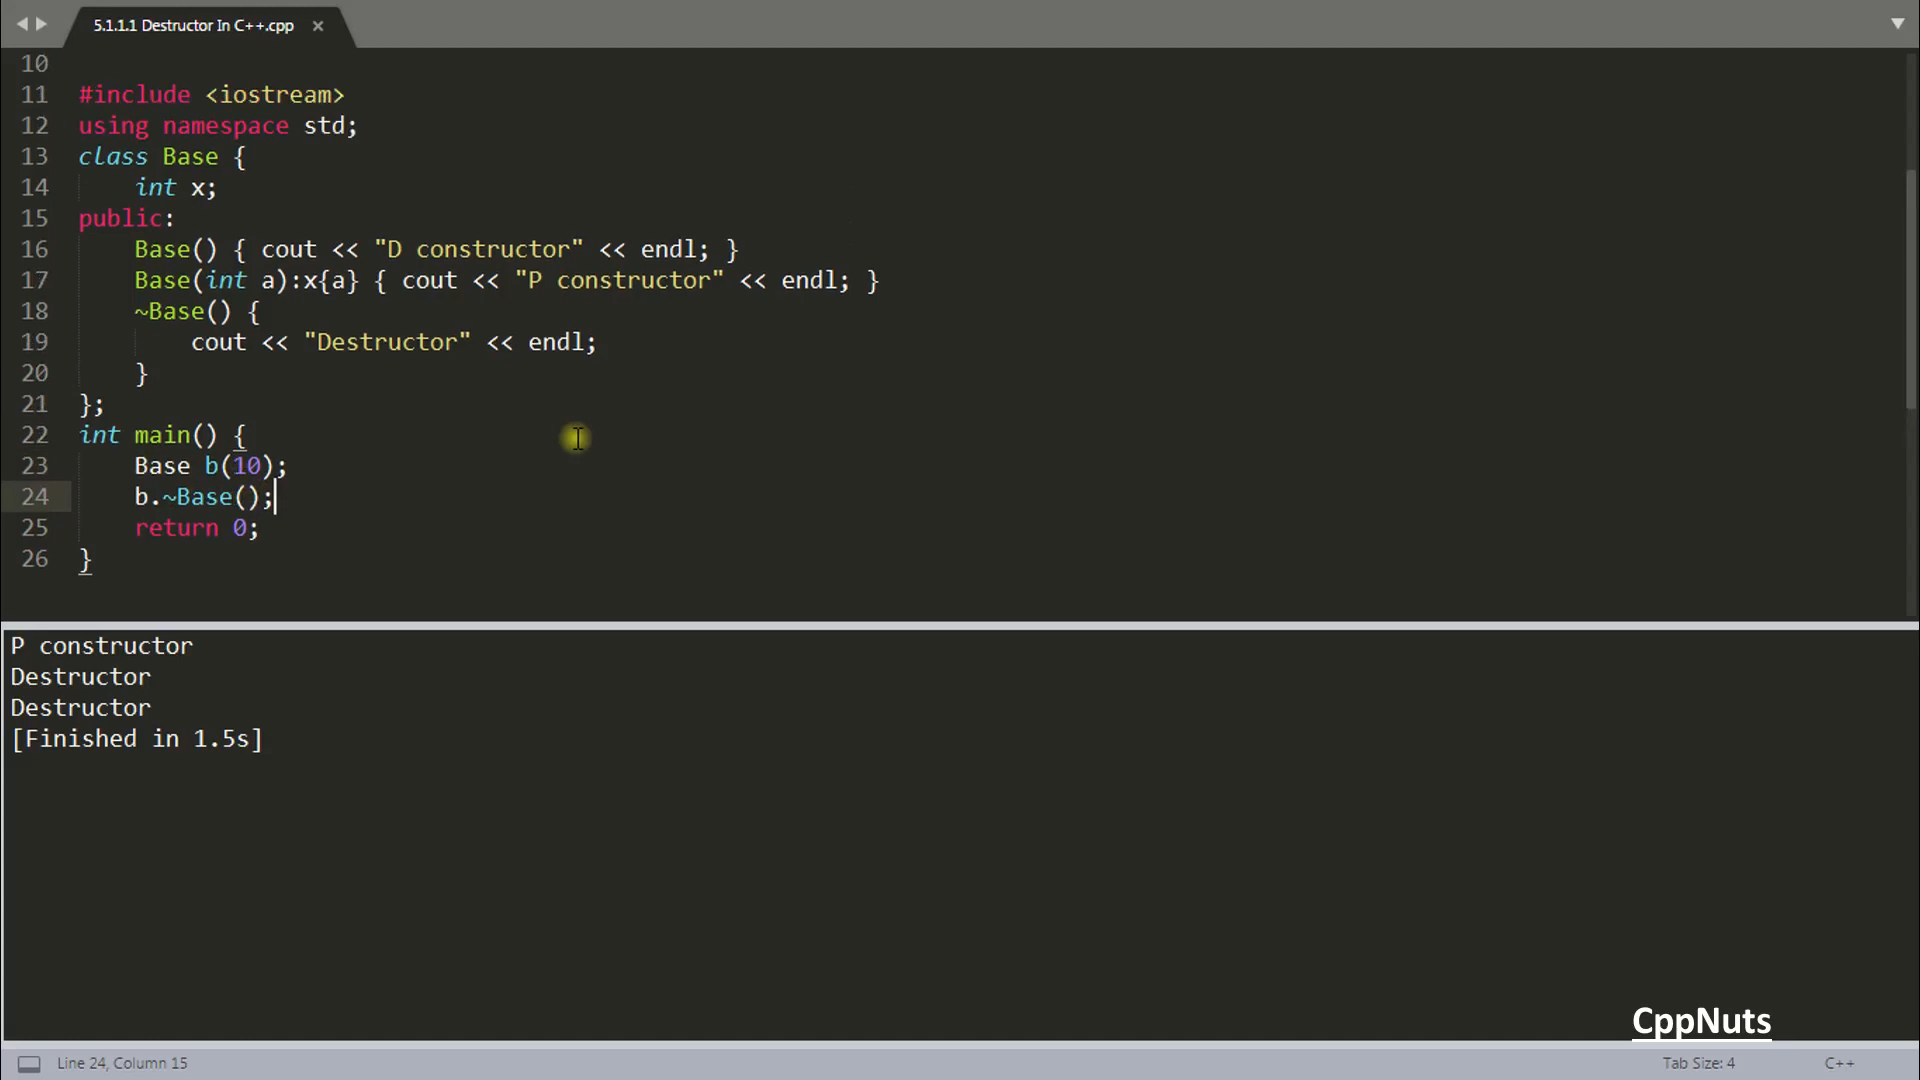 5.1.1.1 Destructor In C++.cpp ×
10
11 #include <iostream>
12 using namespace std;
13 class Base {
14     int x;
15 public:
16     Base() { cout << "D constructor" << endl; }
17     Base(int a):x{a} { cout << "P constructor" << endl; }
18     ~Base() {
19         cout << "Destructor" << endl;
20     }
21 };
22 int main() {
23     Base b(10);
24     b.~Base();
25     return 0;
26 }
P constructor
Destructor
Destructor
[Finished in 1.5s]
CppNuts
Line 24, Column 15 Tab Size: 4 C++